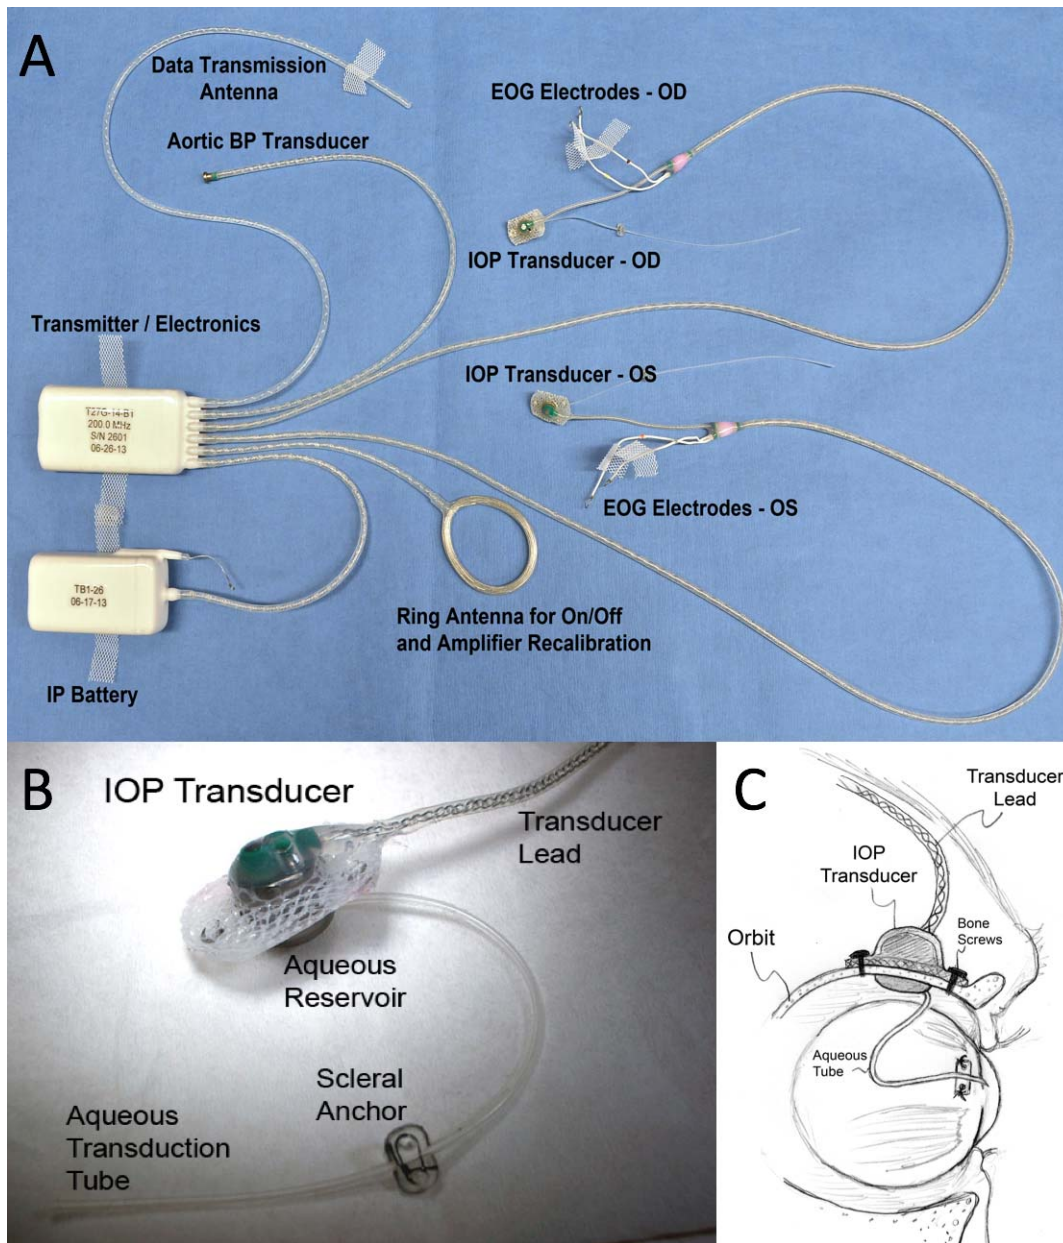 A
Data Transmission
Antenna
EOG Electrodes - OD
Aortic BP Transducer
IOP Transducer - OD
Transmitter / Electronics
IOP Transducer - OS
T27G-14-B1
200.0 MHz
S/N 2601
06-26-13
EOG Electrodes - OS
TB1-26
06-17-13
Ring Antenna for On/Off
and Amplifier Recalibration
IP Battery
B
IOP Transducer
Transducer
Lead
Aqueous
Reservoir
Scleral
Anchor
Aqueous
Transduction
Tube
C
Transducer
Lead
IOP
Transducer
Bone
Screws
Orbit
Aqueous
Tube